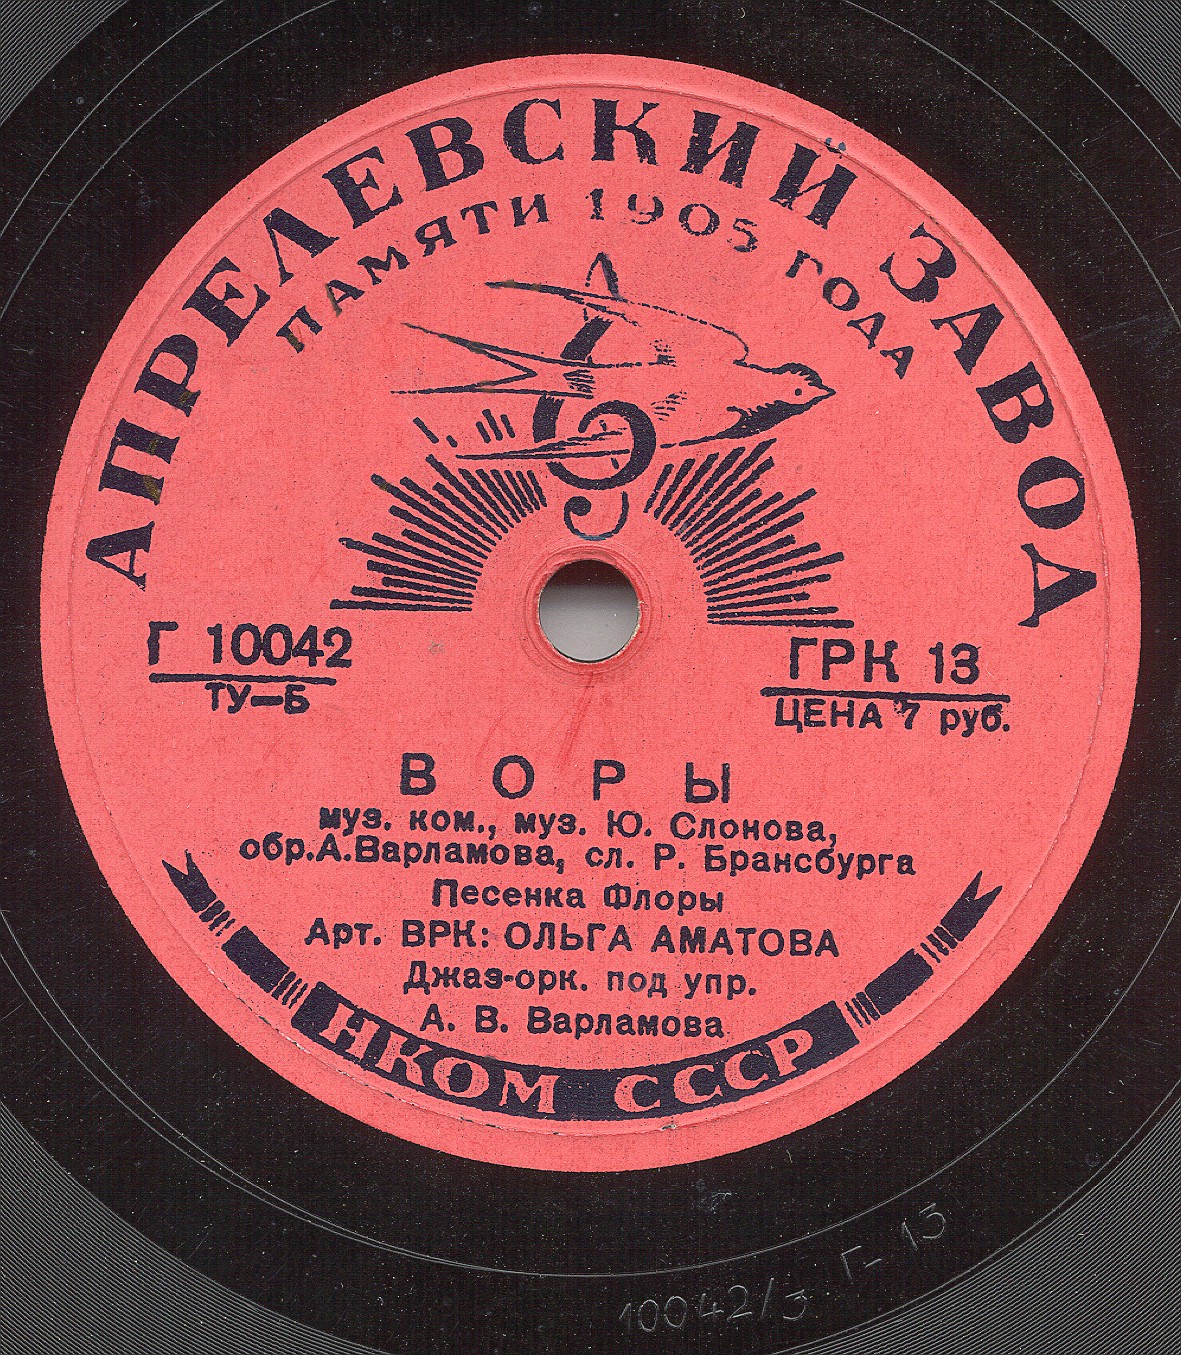 АПРЕЛЕВСКИЙ ЗАВОД
ПАМЯТИ 1905 ГОДА
Г 10042
ТУ—Б
ГРК 13
ЦЕНА 7 руб.
ВОРЫ
муз. ком., муз. Ю. Слонова,
обр.А.Варламова, сл. Р. Брансбурга
Песенка Флоры
Арт. ВРК: ОЛЬГА АМАТОВА
Джаз-орк. под упр.
А. В. Варламова
НКОМ СССР
10042/3 Г-13